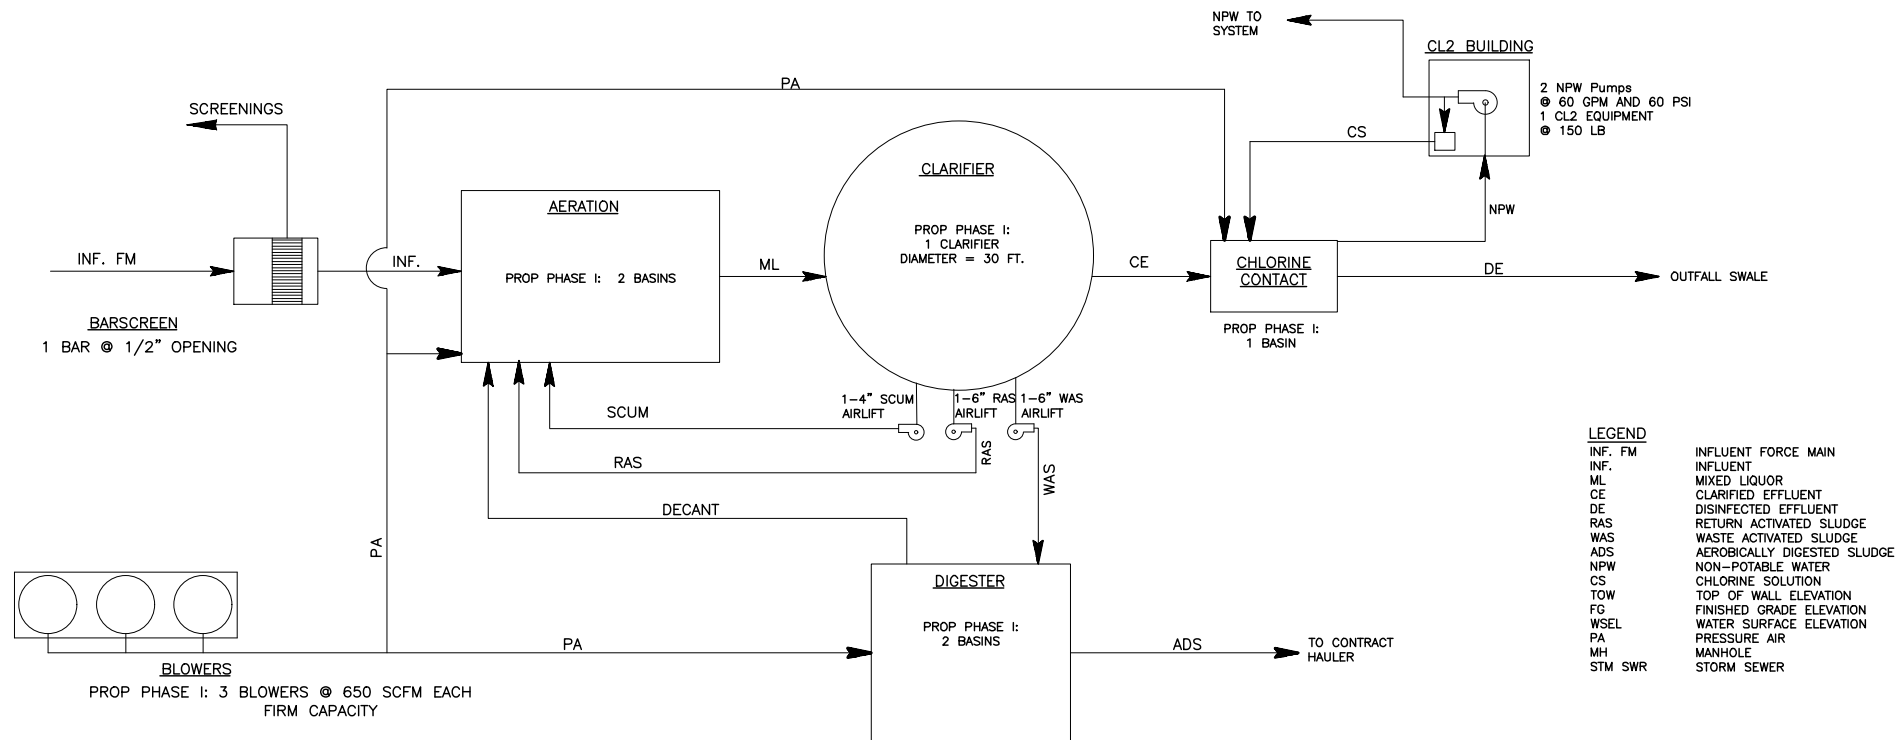 NPW TO
SYSTEM
CL2 BUILDING
2 NPW Pumps
@ 60 GPM AND 60 PSI
1 CL2 EQUIPMENT
@ 150 LB
PA
SCREENINGS
CS
CLARIFIER
PROP PHASE I:
1 CLARIFIER
DIAMETER = 30 FT.
AERATION
PROP PHASE I: 2 BASINS
NPW
INF. FM
INF.
ML
CE
CHLORINE
CONTACT
DE
OUTFALL SWALE
BARSCREEN
1 BAR @ 1/2" OPENING
PROP PHASE I:
1 BASIN
1-4" SCUM
AIRLIFT
1-6" RAS
AIRLIFT
1-6" WAS
AIRLIFT
SCUM
RAS
RAS
WAS
DECANT
PA
DIGESTER
PROP PHASE I:
2 BASINS
PA
ADS
TO CONTRACT
HAULER
BLOWERS
PROP PHASE I: 3 BLOWERS @ 650 SCFM EACH
FIRM CAPACITY
LEGEND
INF. FM INFLUENT FORCE MAIN
INF. INFLUENT
ML MIXED LIQUOR
CE CLARIFIED EFFLUENT
DE DISINFECTED EFFLUENT
RAS RETURN ACTIVATED SLUDGE
WAS WASTE ACTIVATED SLUDGE
ADS AEROBICALLY DIGESTED SLUDGE
NPW NON-POTABLE WATER
CS CHLORINE SOLUTION
TOW TOP OF WALL ELEVATION
FG FINISHED GRADE ELEVATION
WSEL WATER SURFACE ELEVATION
PA PRESSURE AIR
MH MANHOLE
STM SWR STORM SEWER